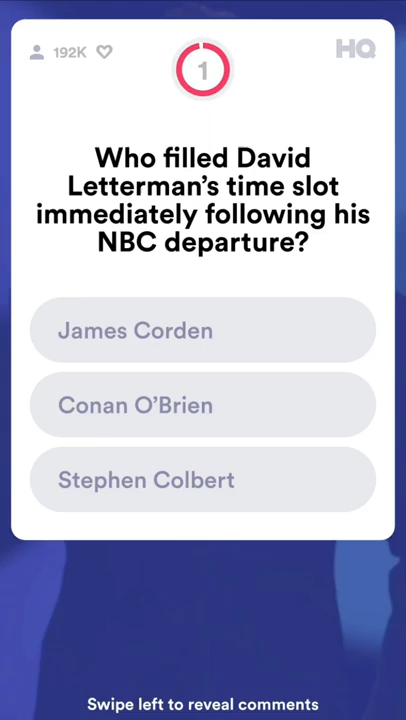 192K
HQ
1
Who filled David
Letterman's time slot
immediately following his
NBC departure?
James Corden
Conan O'Brien
Stephen Colbert
Swipe left to reveal comments